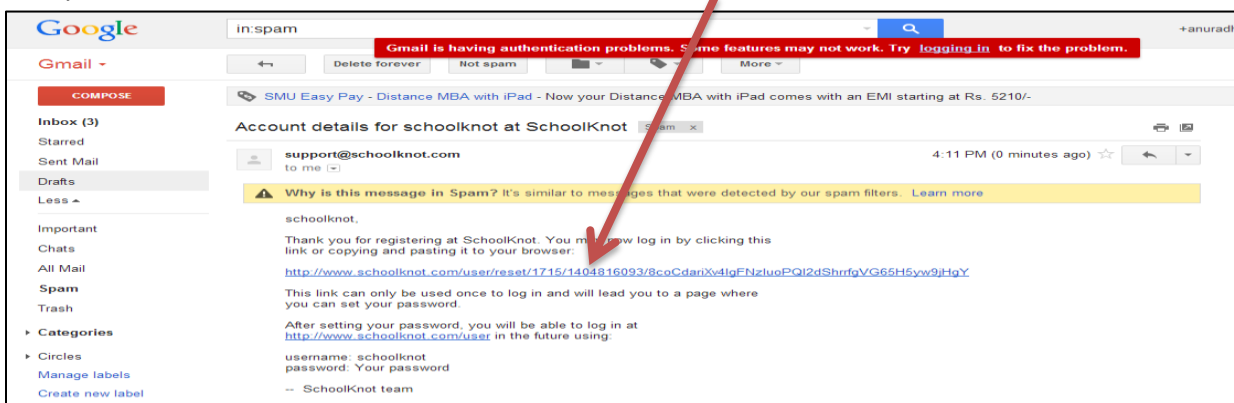 Google
in:spam
+anuradh
Gmail is having authentication problems. Some features may not work. Try logging in to fix the problem.
Gmail
Delete forever
Not spam
More
COMPOSE
SMU Easy Pay - Distance MBA with iPad - Now your Distance MBA with iPad comes with an EMI starting at Rs. 5210/-
Inbox (3)
Starred
Sent Mail
Drafts
Less
Important
Chats
All Mail
Spam
Trash
Categories
Circles
Manage labels
Create new label
Account details for schoolknot at SchoolKnot
Spam x
support@schoolknot.com
to me
4:11 PM (0 minutes ago)
Why is this message in Spam? It's similar to messages that were detected by our spam filters. Learn more
schoolknot,
Thank you for registering at SchoolKnot. You may now log in by clicking this
link or copying and pasting it to your browser:
http://www.schoolknot.com/user/reset/1715/1404816093/8coCdariXv4IgFNzIuoPQI2dShrrfgVG65H5yw9jHgY
This link can only be used once to log in and will lead you to a page where
you can set your password.
After setting your password, you will be able to log in at
http://www.schoolknot.com/user in the future using:
username: schoolknot
password: Your password
-- SchoolKnot team